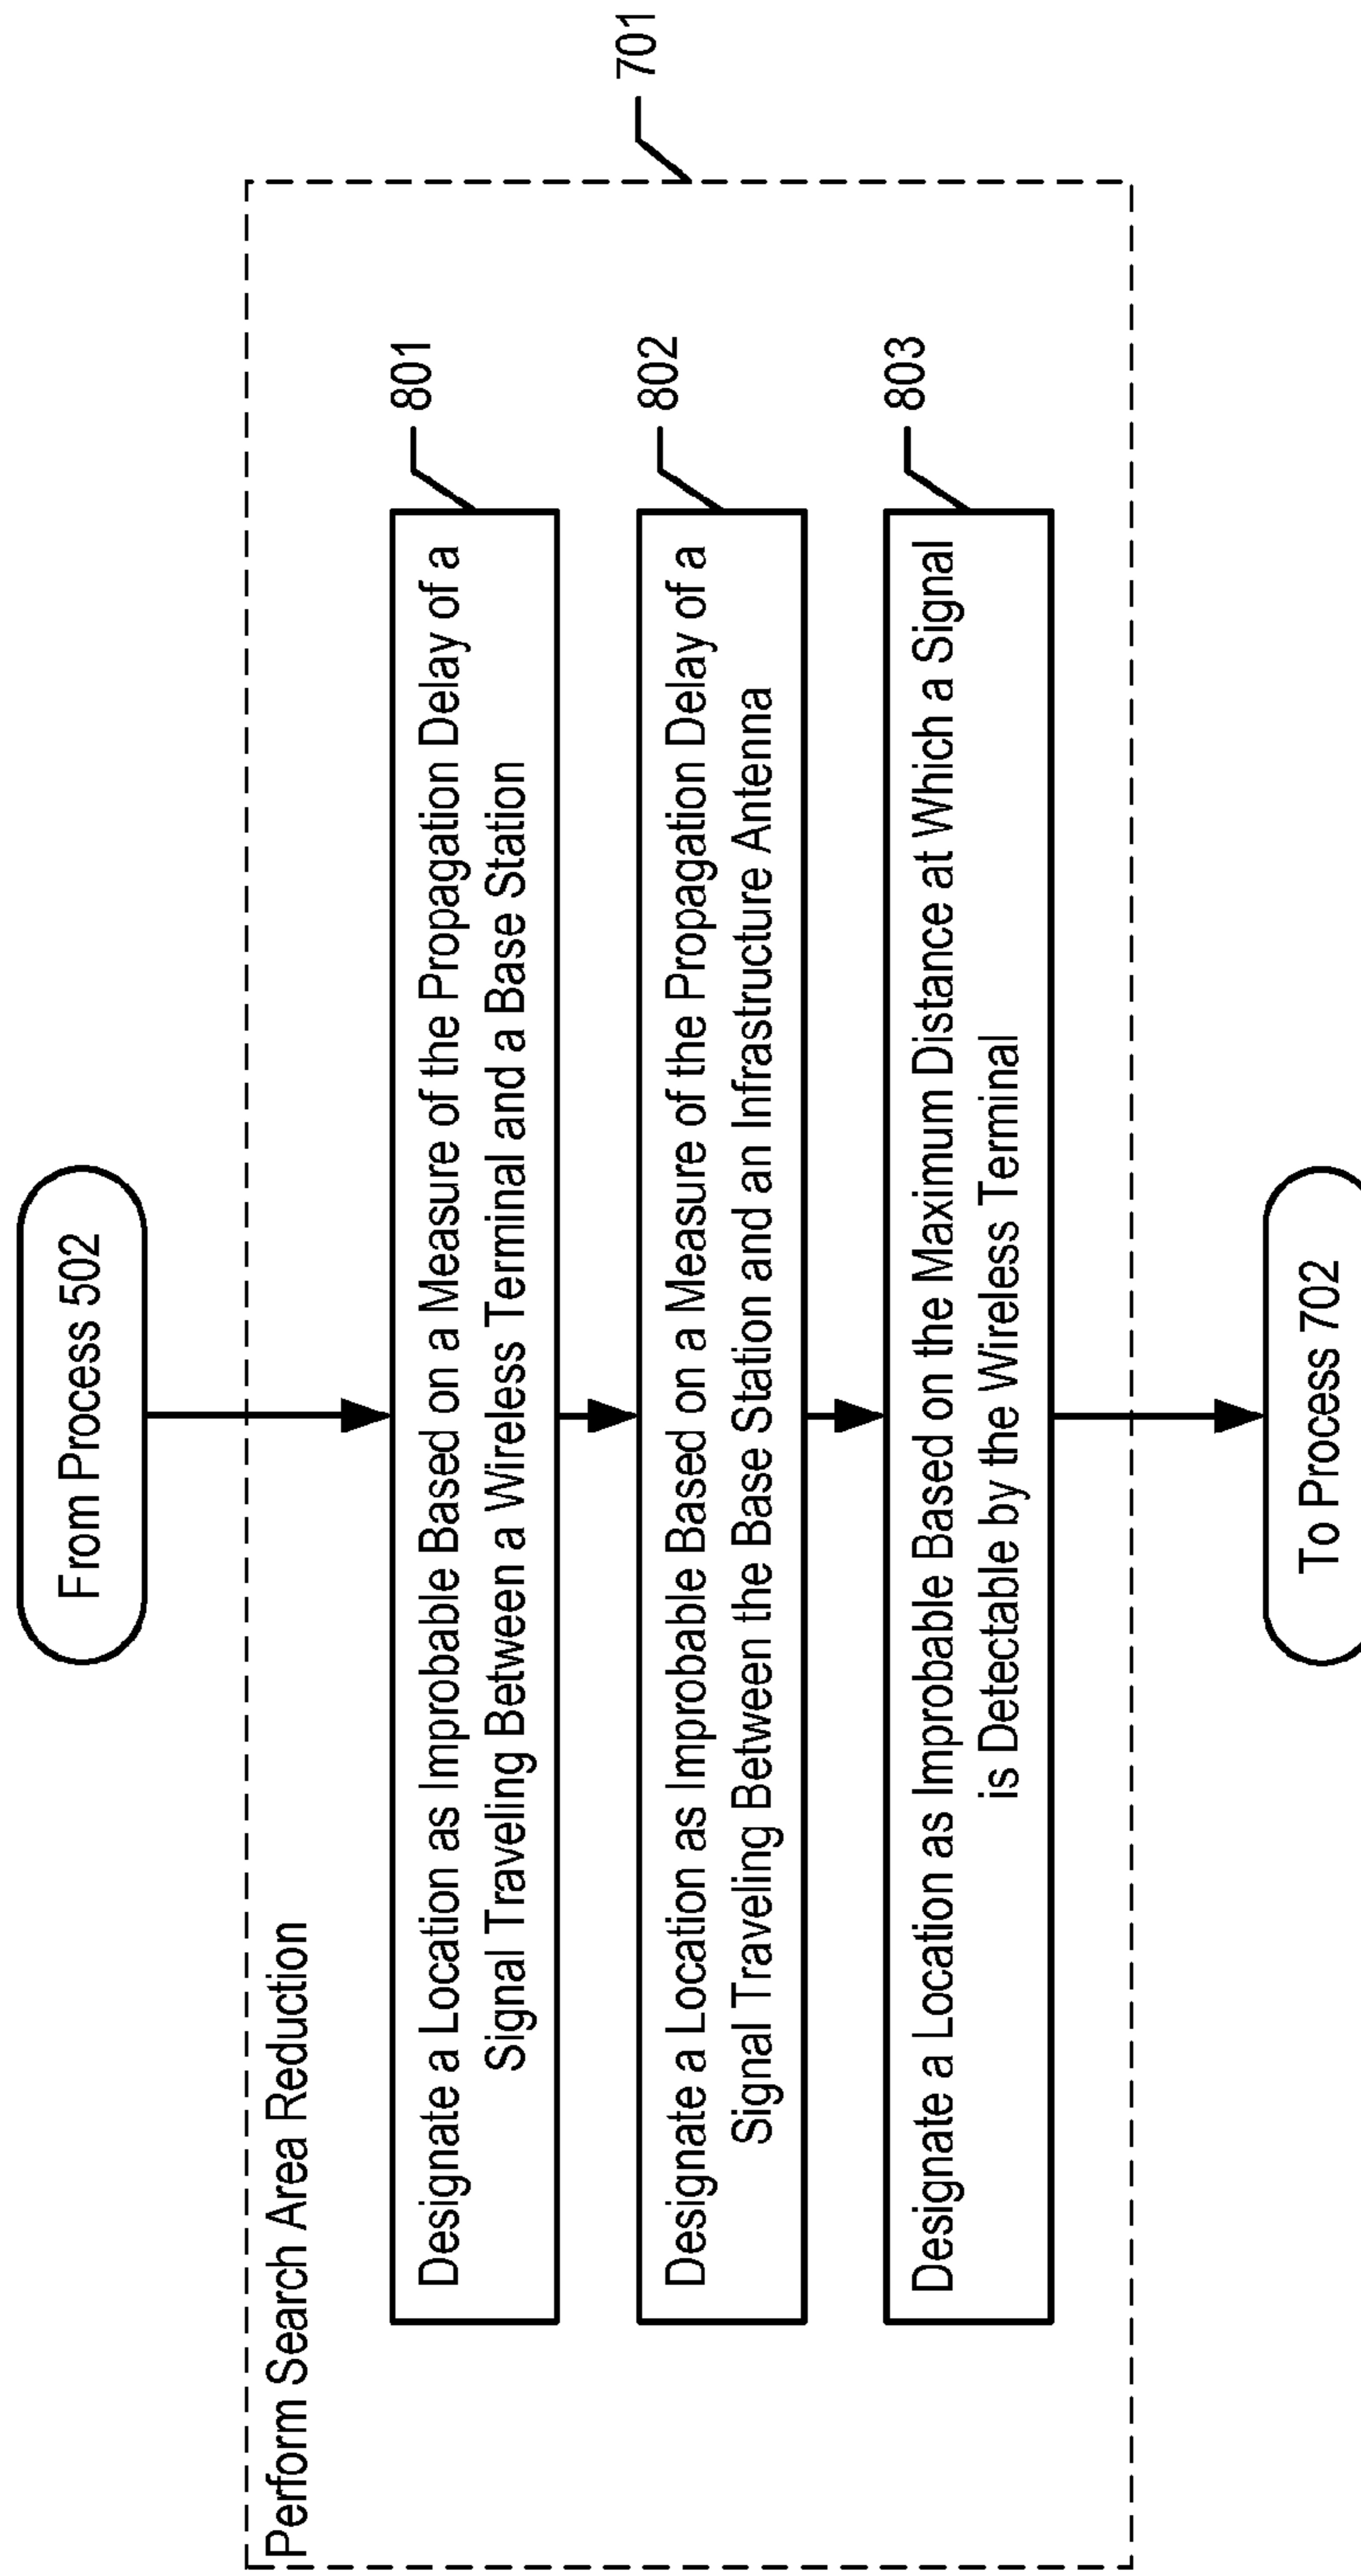 From Process 502
701
Perform Search Area Reduction
801
Designate a Location as Improbable Based on a Measure of the Propagation Delay of a
Signal Traveling Between a Wireless Terminal and a Base Station
802
Designate a Location as Improbable Based on a Measure of the Propagation Delay of a
Signal Traveling Between the Base Station and an Infrastructure Antenna
803
Designate a Location as Improbable Based on the Maximum Distance at Which a Signal
is Detectable by the Wireless Terminal
To Process 702